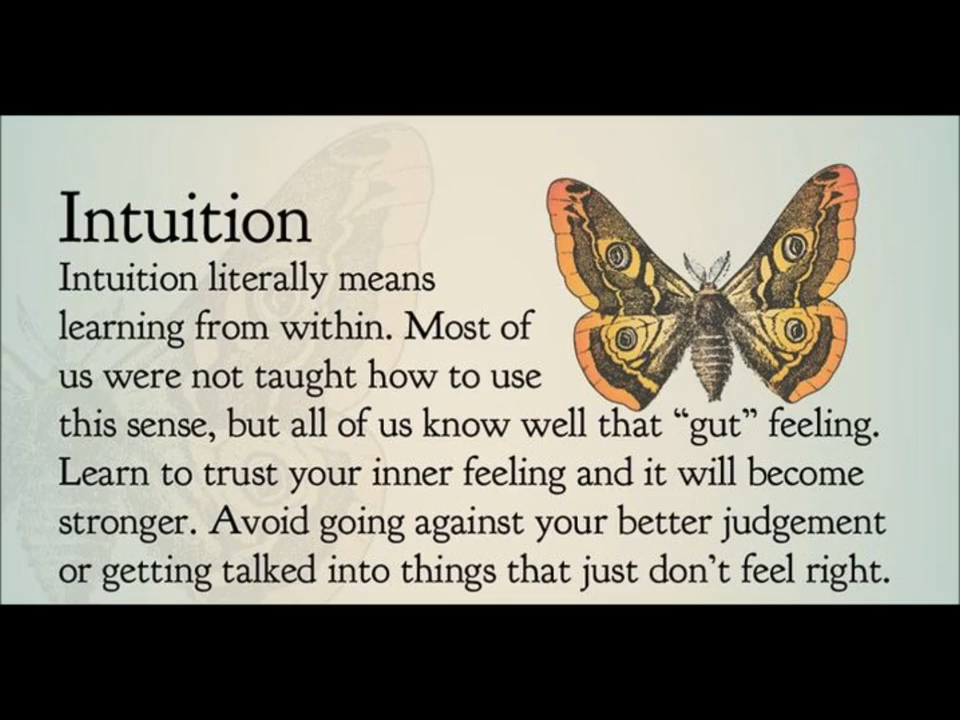 Intuition
Intuition literally means
learning from within. Most of
us were not taught how to use
this sense, but all of us know well that “gut” feeling.
Learn to trust your inner feeling and it will become
stronger. Avoid going against your better judgement
or getting talked into things that just don’t feel right.